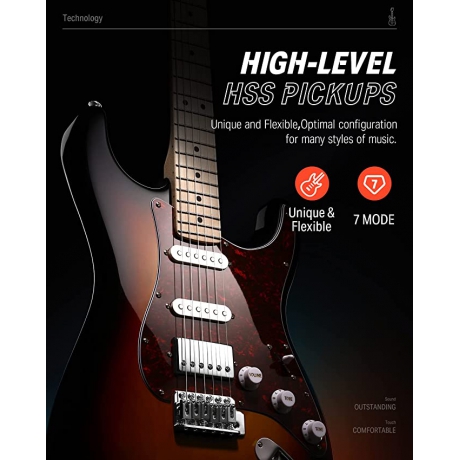 Technology
HIGH-LEVEL
HSS PICKUPS
Unique and Flexible,Optimal configuration
for many styles of music.
7
Unique &
Flexible
7 MODE
VOLUME
TONE
TONE
Sound
OUTSTANDING
Touch
COMFORTABLE